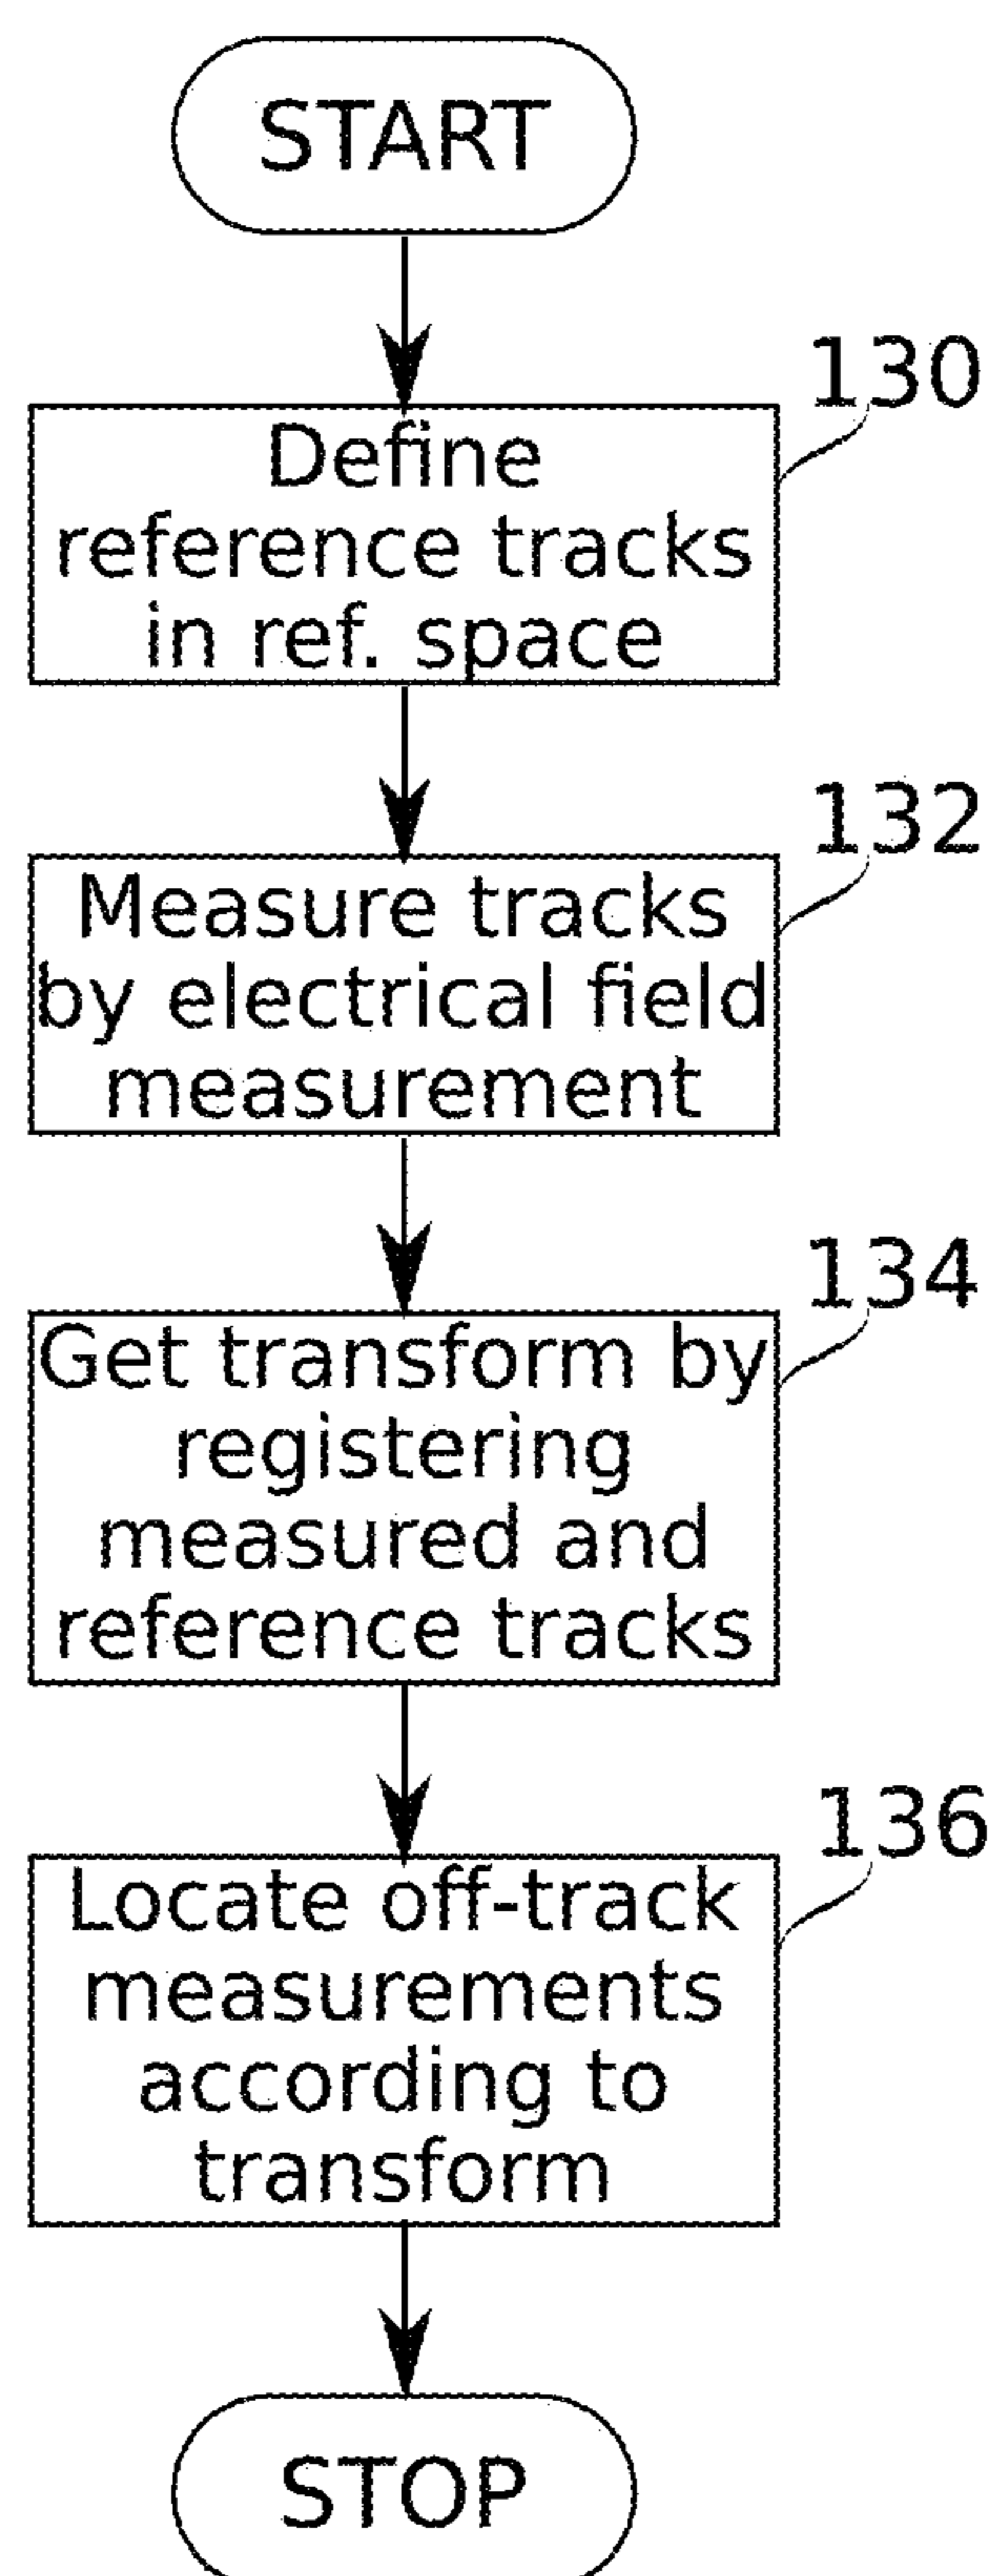 START
130
Define
reference tracks
in ref. space
132
Measure tracks
by electrical field
measurement
134
Get transform by
registering
measured and
reference tracks
136
Locate off-track
measurements
according to
transform
STOP